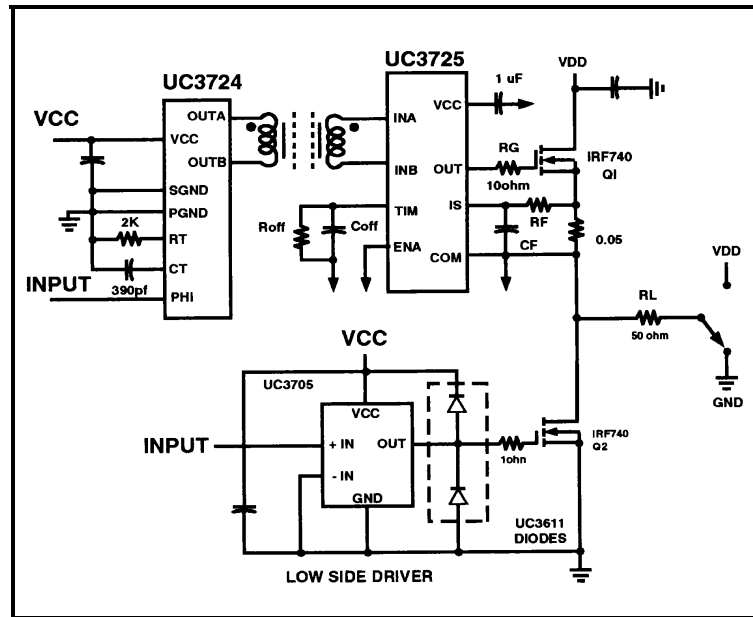 UC3724
OUTA
VCC
OUTB
SGND
PGND
RT
CT
PHI
VCC
2K
390pf
INPUT
UC3725
INA
VCC
INB
OUT
TIM
IS
ENA
COM
1 uF
VDD
RG
10ohm
IRF740
Q1
Roff
Coff
RF
CF
0.05
VDD
RL
50 ohm
GND
VCC
UC3705
VCC
INPUT
+ IN
OUT
- IN
GND
1ohn
IRF740
Q2
UC3611
DIODES
LOW SIDE DRIVER